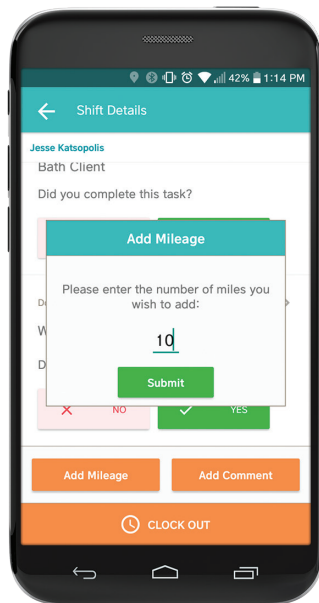 42% 1:14 PM
Shift Details
Jesse Katsopolis
Bath Client
Did you complete this task?
Add Mileage
Please enter the number of miles you
wish to add:
10
Submit
NO YES
Add Mileage Add Comment
CLOCK OUT